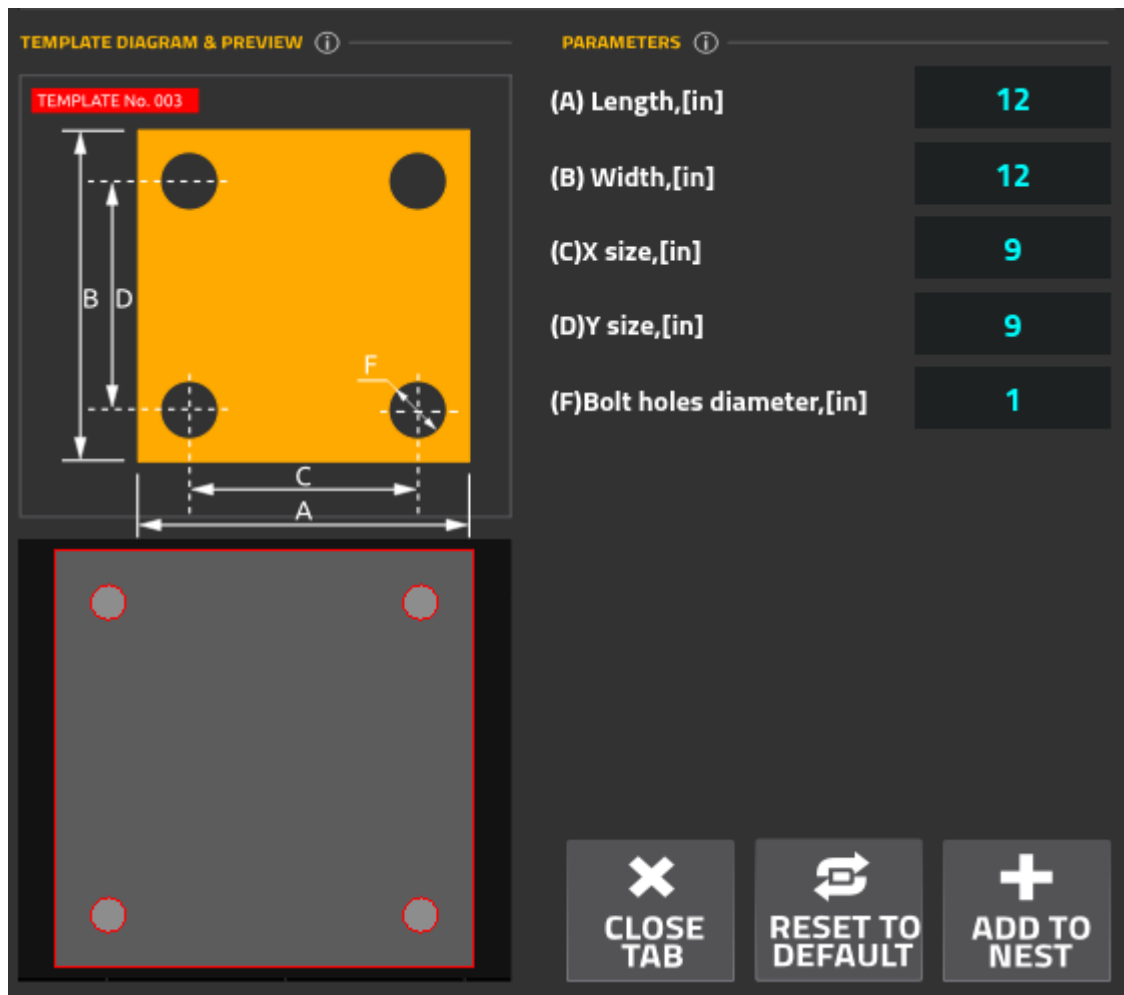 TEMPLATE DIAGRAM & PREVIEW
TEMPLATE No. 003
B
D
F
C
A
PARAMETERS
(A) Length,[in] 12
(B) Width,[in] 12
(C)X size,[in] 9
(D)Y size,[in] 9
(F)Bolt holes diameter,[in] 1
CLOSE
TAB
RESET TO
DEFAULT
ADD TO
NEST